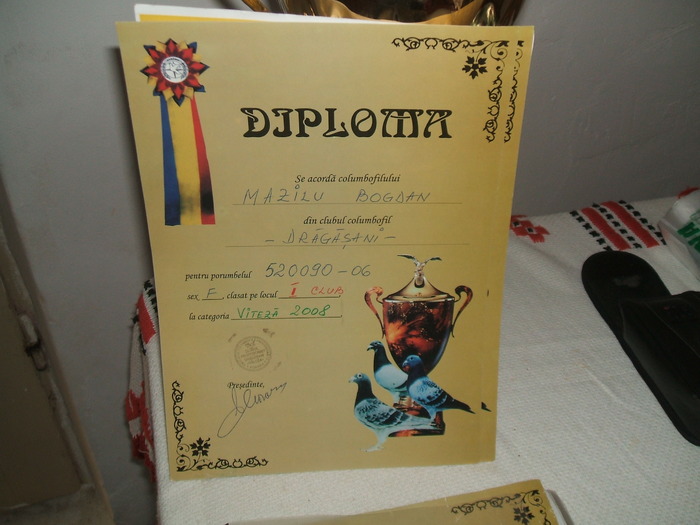 DIPLOMA
Se acordă columbofilului
MAZILU BOGDAN
din clubul columbofil
- DRĂGĂŞANI -
pentru porumbelul 520090-06
sex F, clasat pe locul I CLUB
la categoria VITEZĂ 2008
Preşedinte,